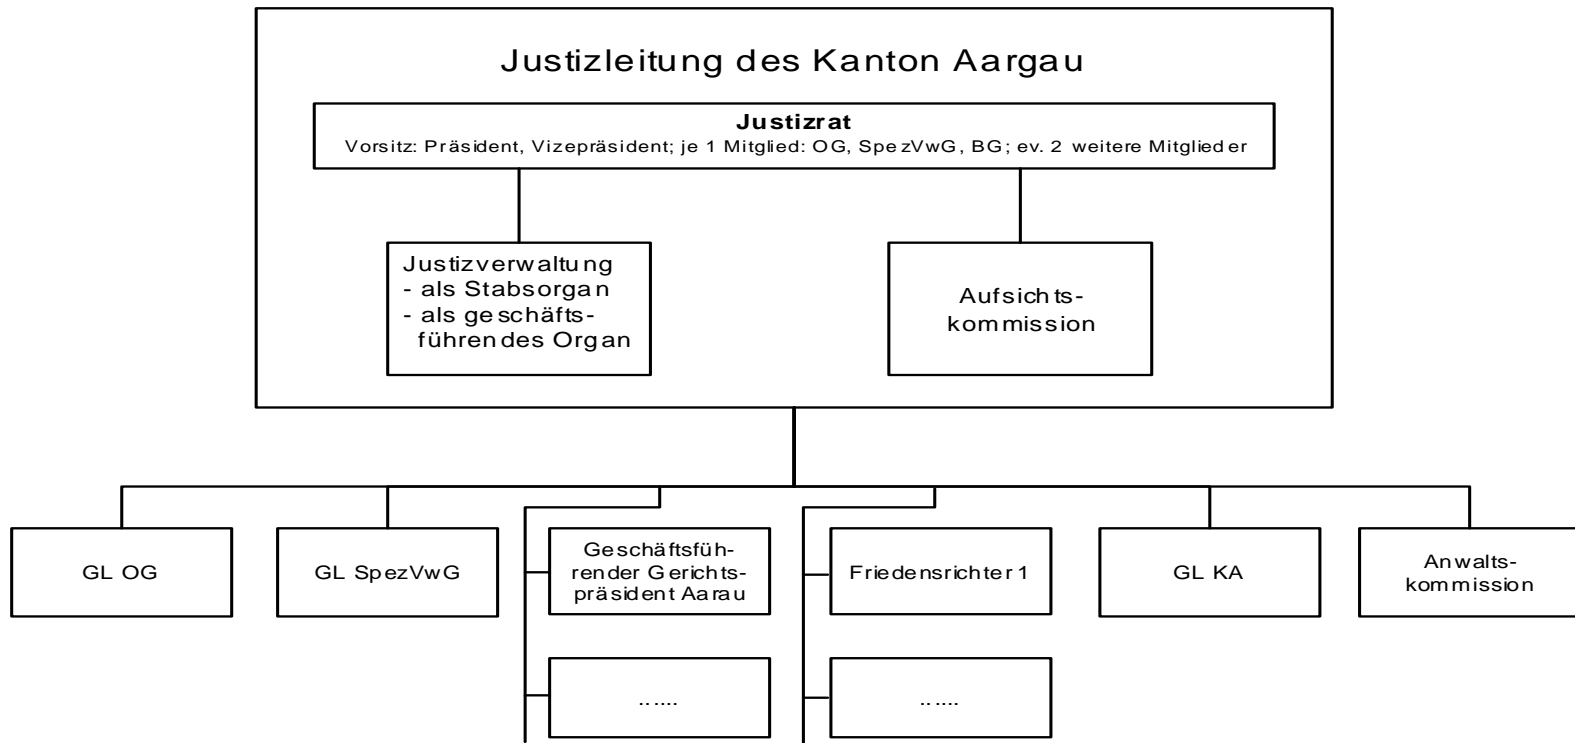 Justizleitung des Kanton Aargau
Justizrat
Vorsitz: Präsident, Vizepräsident; je 1 Mitglied: OG, SpezVwG, BG; ev. 2 weitere Mitglieder
Justizverwaltung
- als Stabsorgan
- als geschäfts-
führendes Organ
Aufsichts-
kommission
GL OG
GL SpezVwG
Geschäftsfüh-
render Gerichts-
präsident Aarau
Friedensrichter 1
GL KA
Anwalts-
kommission
......
......